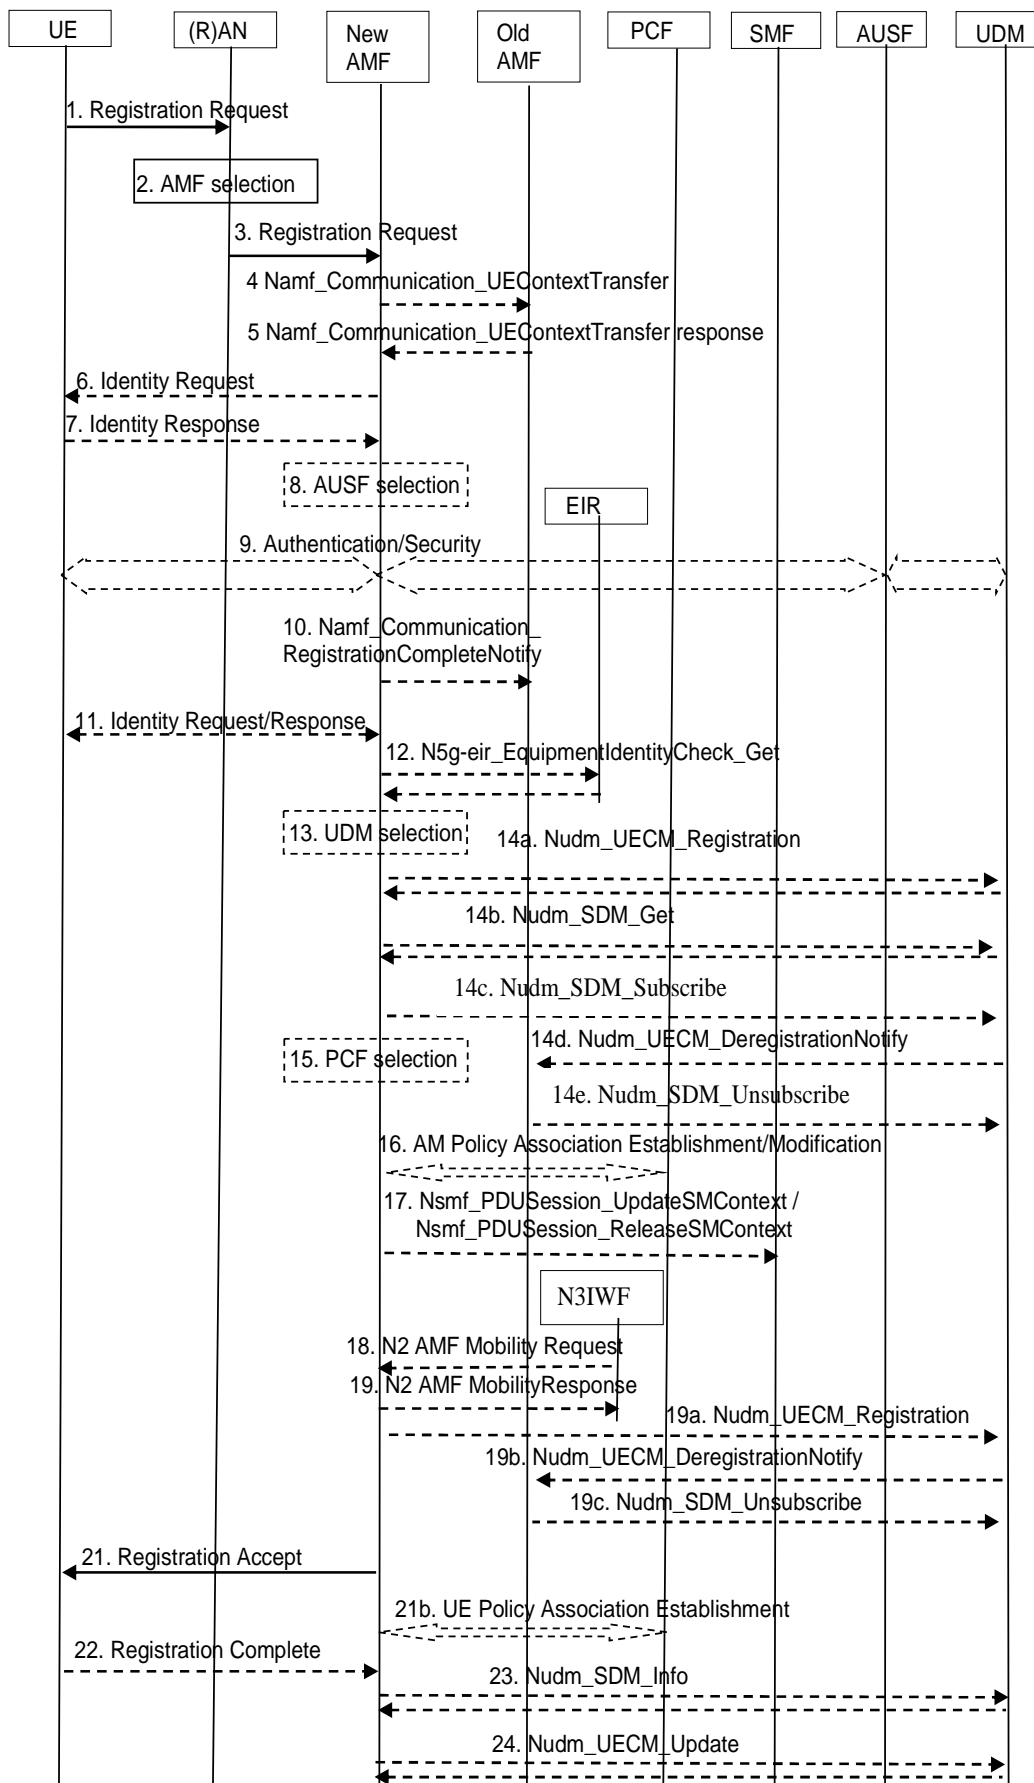 UE
(R)AN
New
AMF
Old
AMF
PCF
SMF
AUSF
UDM
1. Registration Request
2. AMF selection
3. Registration Request
4 Namf_Communication_UEContextTransfer
5 Namf_Communication_UEContextTransfer response
6. Identity Request
7. Identity Response
8. AUSF selection
EIR
9. Authentication/Security
10. Namf_Communication_
RegistrationCompleteNotify
11. Identity Request/Response
12. N5g-eir_EquipmentIdentityCheck_Get
13. UDM selection
14a. Nudm_UECM_Registration
14b. Nudm_SDM_Get
14c. Nudm_SDM_Subscribe
14d. Nudm_UECM_DeregistrationNotify
15. PCF selection
14e. Nudm_SDM_Unsubscribe
16. AM Policy Association Establishment/Modification
17. Nsmf_PDUSession_UpdateSMContext /
Nsmf_PDUSession_ReleaseSMContext
N3IWF
18. N2 AMF Mobility Request
19. N2 AMF MobilityResponse
19a. Nudm_UECM_Registration
19b. Nudm_UECM_DeregistrationNotify
19c. Nudm_SDM_Unsubscribe
21. Registration Accept
21b. UE Policy Association Establishment
22. Registration Complete
23. Nudm_SDM_Info
24. Nudm_UECM_Update